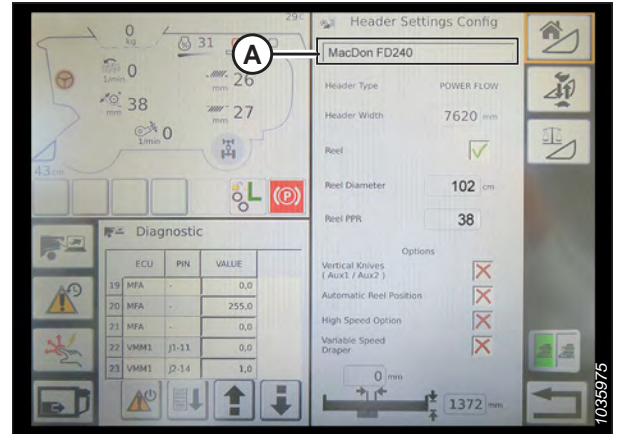 29c
0
kg
31
0
1/min
26
mm
38
mm
27
mm
0
1/min
43cm
L
(P)
Diagnostic
ECU PIN VALUE
19 MFA - 0,0
20 MFA - 255,0
21 MFA - 0,0
22 VMM1 J1-11 0,0
23 VMM1 J2-14 1,0
Header Settings Config
A
MacDon FD240
Header Type POWER FLOW
Header Width 7620 mm
Reel
Reel Diameter 102 cm
Reel PPR 38
Options
Vertical Knives
( Aux1 / Aux2 )
Automatic Reel Position
High Speed Option
Variable Speed
Draper
0 mm
1372 mm
1035975